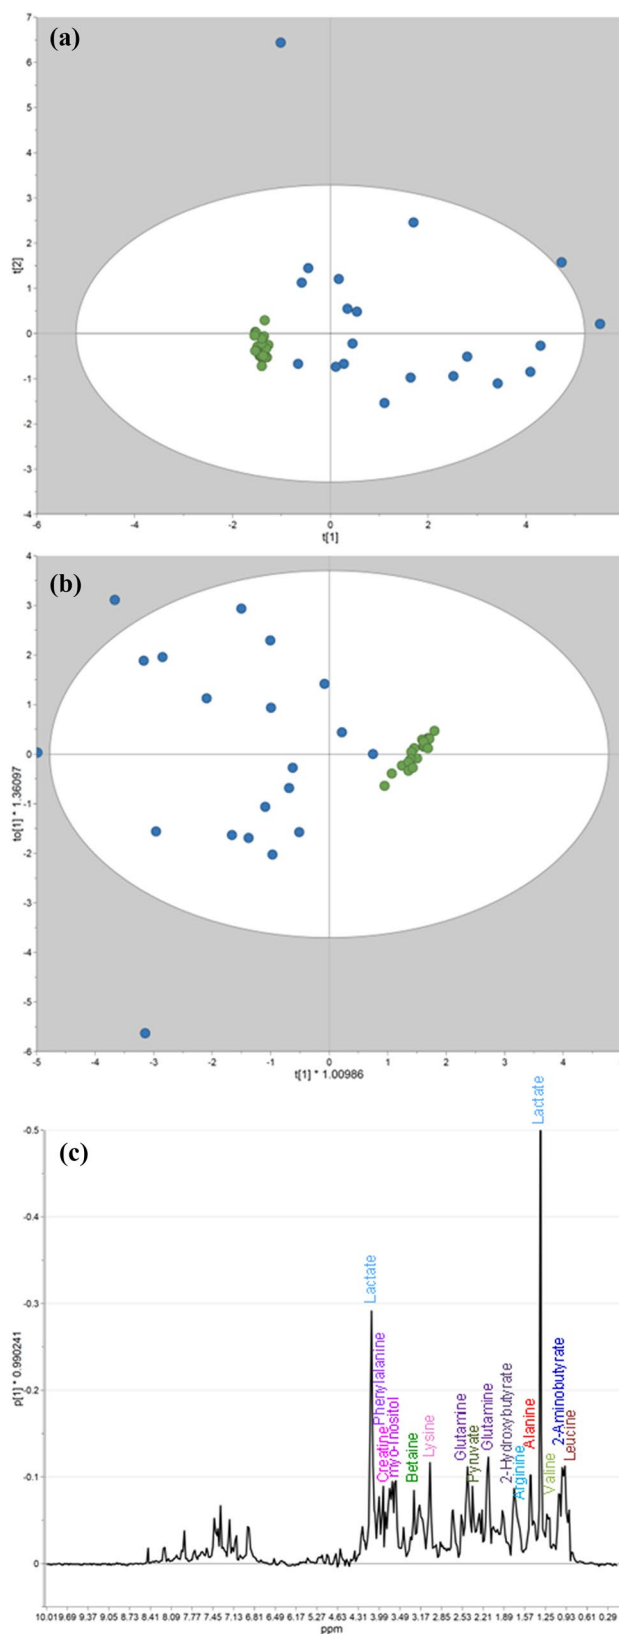 (a)
7
6
5
4
3
2
1
0
-1
-2
-3
-4
t[2]
-6
-4
-2
0
2
4
t[1]
(b)
4
3
2
1
0
-1
-2
-3
-4
-5
-6
to[1] * 1.36097
-5
-4
-3
-2
-1
0
1
2
3
4
t[1] * 1.00986
(c)
-0.5
-0.4
-0.3
-0.2
-0.1
0
p[1] * 0.990241
Lactate
Creatine
Phenylalanine
myo-Inositol
Betaine
Lysine
Glutamine
Pyruvate
Glutamine
2-Hydroxybutyrate
Arginine
Alanine
Lactate
Valine
2-Aminobutyrate
Leucine
10.01 9.69 9.37 9.05 8.73 8.41 8.09 7.77 7.45 7.13 6.81 6.49 6.17 5.27 4.63 4.31 3.99 3.49 3.17 2.85 2.53 2.21 1.89 1.57 1.25 0.93 0.61 0.29
ppm